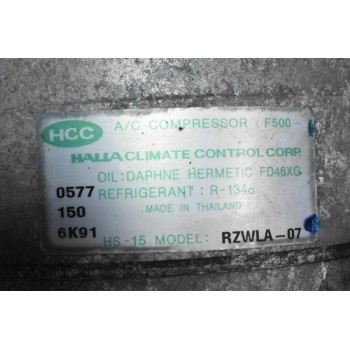 HCC A/C COMPRESSOR F500-
HALLA CLIMATE CONTROL CORP.
OIL:DAPHNE HERMETIC FD46XG
0577 REFRIGERANT : R-134a
150 MADE IN THAILAND
6K91 HS-15 MODEL: RZWLA-07